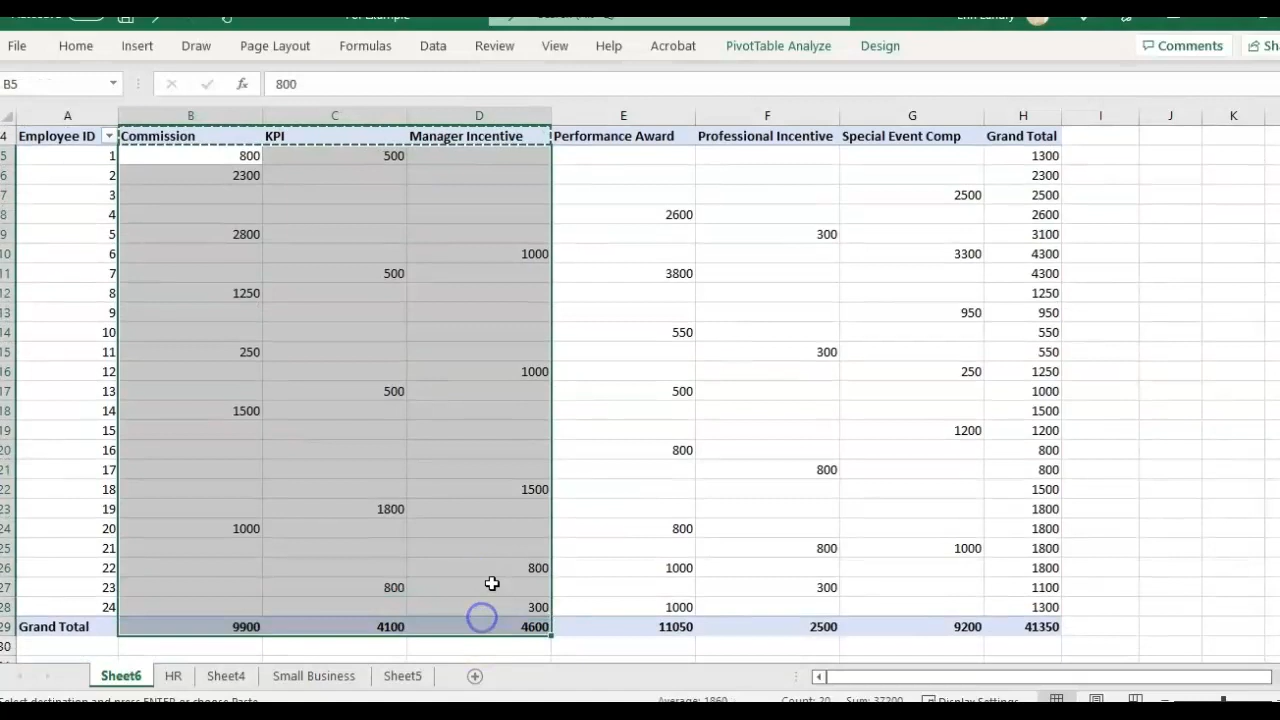 File Home Insert Draw Page Layout Formulas Data Review View Help Acrobat PivotTable Analyze Design Comments
B5 fx 800
A B C D E F G H I J K
4 Employee ID Commission KPI Manager Incentive Performance Award Professional Incentive Special Event Comp Grand Total
5 1 800 500 1300
6 2 2300 2300
7 3 2500 2500
8 4 2600 2600
9 5 2800 300 3100
10 6 1000 3300 4300
11 7 500 3800 4300
12 8 1250 1250
13 9 950 950
14 10 550 550
15 11 250 300 550
16 12 1000 250 1250
17 13 500 500 1000
18 14 1500 1500
19 15 1200 1200
20 16 800 800
21 17 800 800
22 18 1500 1500
23 19 1800 1800
24 20 1000 800 1800
25 21 800 1000 1800
26 22 800 1000 1800
27 23 800 300 1100
28 24 300 1000 1300
29 Grand Total 9900 4100 4600 11050 2500 9200 41350
30
Sheet6 HR Sheet4 Small Business Sheet5
destination and press ENTER or choose Paste Average: 1860 Count: 20 Sum: 37200 Display Settings